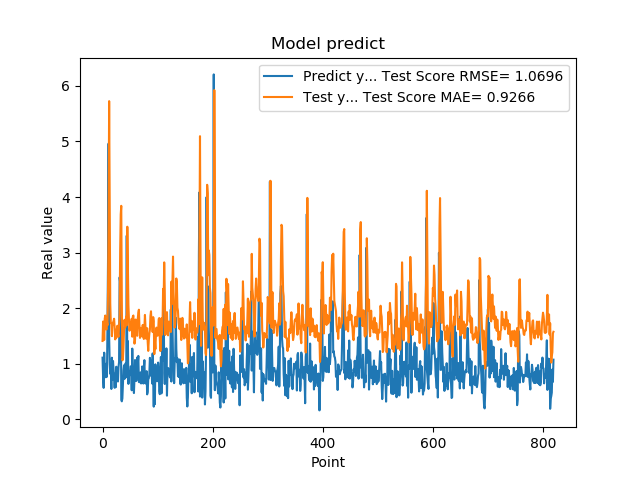 Model predict
Predict y... Test Score RMSE= 1.0696
Test y... Test Score MAE= 0.9266
6
5
4
3
2
1
0
Real value
0 200 400 600 800
Point